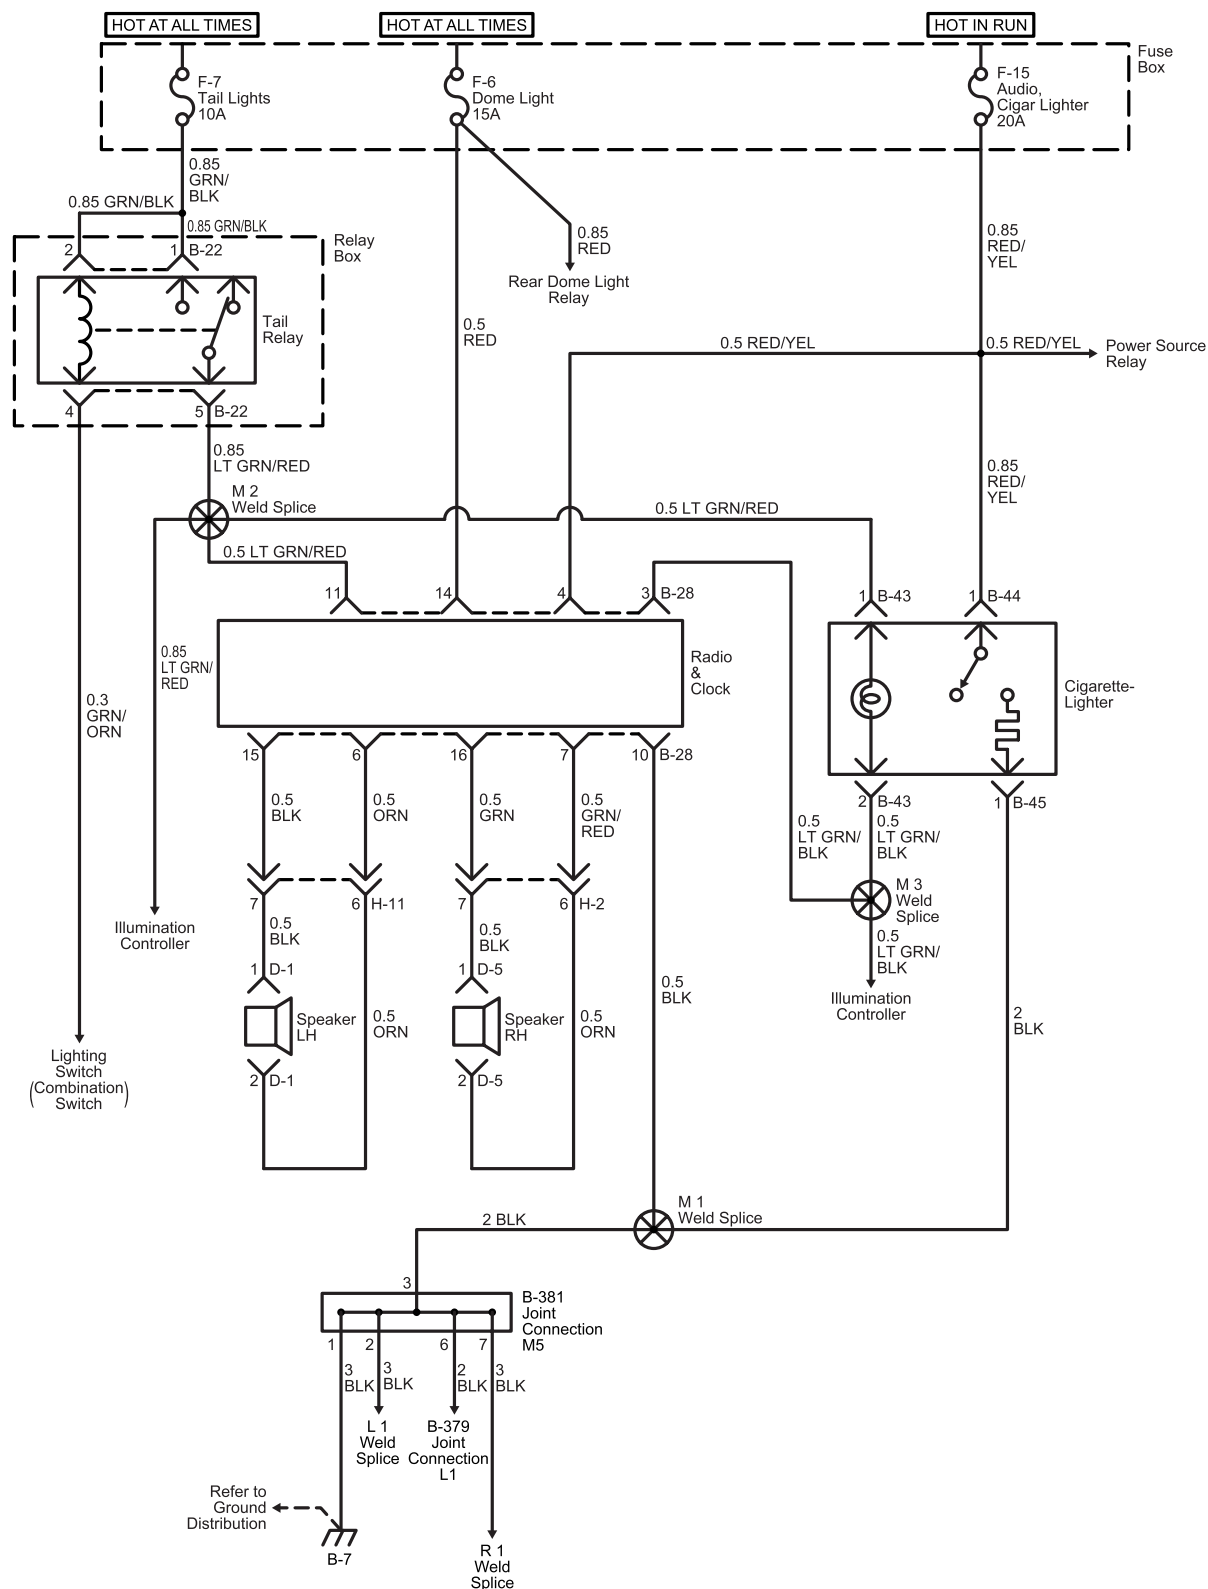 HOT AT ALL TIMES
HOT AT ALL TIMES
HOT IN RUN
Fuse
Box
F-7
Tail Lights
10A
F-6
Dome Light
15A
F-15
Audio,
Cigar Lighter
20A
0.85
GRN/
BLK
0.85 GRN/BLK
0.85 GRN/BLK
0.85
RED
Rear Dome Light
Relay
0.85
RED/
YEL
2
1
B-22
Relay
Box
Tail
Relay
4
5
B-22
0.5
RED
0.5 RED/YEL
0.5 RED/YEL
Power Source
Relay
0.85
LT GRN/RED
0.85
RED/
YEL
M 2
Weld Splice
0.5 LT GRN/RED
0.5 LT GRN/RED
11
14
4
3
B-28
1
B-43
1
B-44
0.85
LT GRN/
RED
Radio
&
Clock
Cigarette-
Lighter
0.3
GRN/
ORN
15
6
16
7
10
B-28
2
B-43
1
B-45
0.5
BLK
0.5
ORN
0.5
GRN
0.5
GRN/
RED
0.5
LT GRN/
BLK
0.5
LT GRN/
BLK
M 3
Weld
Splice
7
6
H-11
7
6
H-2
0.5
BLK
0.5
BLK
0.5
LT GRN/
BLK
Illumination
Controller
1
D-1
1
D-5
0.5
BLK
Illumination
Controller
Speaker
LH
0.5
ORN
Speaker
RH
0.5
ORN
2
BLK
Lighting
Switch
(Combination)
Switch
2
D-1
2
D-5
M 1
Weld Splice
2 BLK
3
B-381
Joint
Connection
M5
1
2
6
7
3
BLK
3
BLK
2
BLK
3
BLK
L 1
Weld
Splice
B-379
Joint
Connection
L1
Refer to
Ground
Distribution
B-7
R 1
Weld
Splice